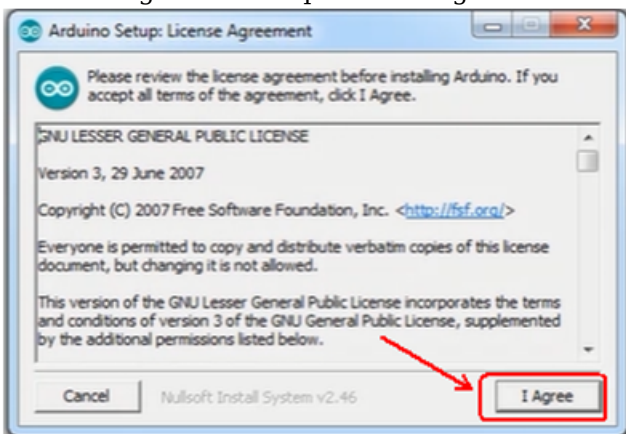 Arduino Setup: License Agreement
Please review the license agreement before installing Arduino. If you
accept all terms of the agreement, click I Agree.
GNU LESSER GENERAL PUBLIC LICENSE
Version 3, 29 June 2007
Copyright (C) 2007 Free Software Foundation, Inc. <http://fsf.org/>
Everyone is permitted to copy and distribute verbatim copies of this license
document, but changing it is not allowed.
This version of the GNU Lesser General Public License incorporates the terms
and conditions of version 3 of the GNU General Public License, supplemented
by the additional permissions listed below.
Cancel
Nullsoft Install System v2.46
I Agree